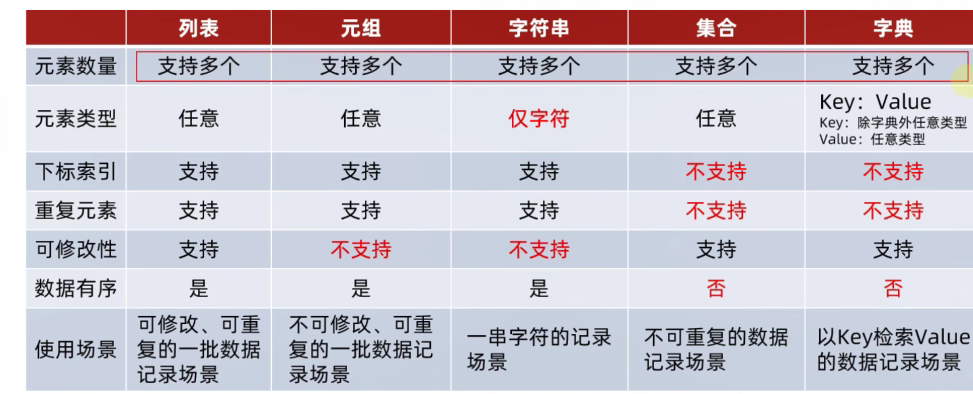 列表 元组 字符串 集合 字典
元素数量 支持多个 支持多个 支持多个 支持多个 支持多个
元素类型 任意 任意 仅字符 任意 Key：Value
Key：除字典外任意类型
Value：任意类型
下标索引 支持 支持 支持 不支持 不支持
重复元素 支持 支持 支持 不支持 不支持
可修改性 支持 不支持 不支持 支持 支持
数据有序 是 是 是 否 否
使用场景
可修改、可重
复的一批数据
记录场景
不可修改、可重
复的一批数据记
录场景
一串字符的记录
场景
不可重复的数据
记录场景
以Key检索Value
的数据记录场景